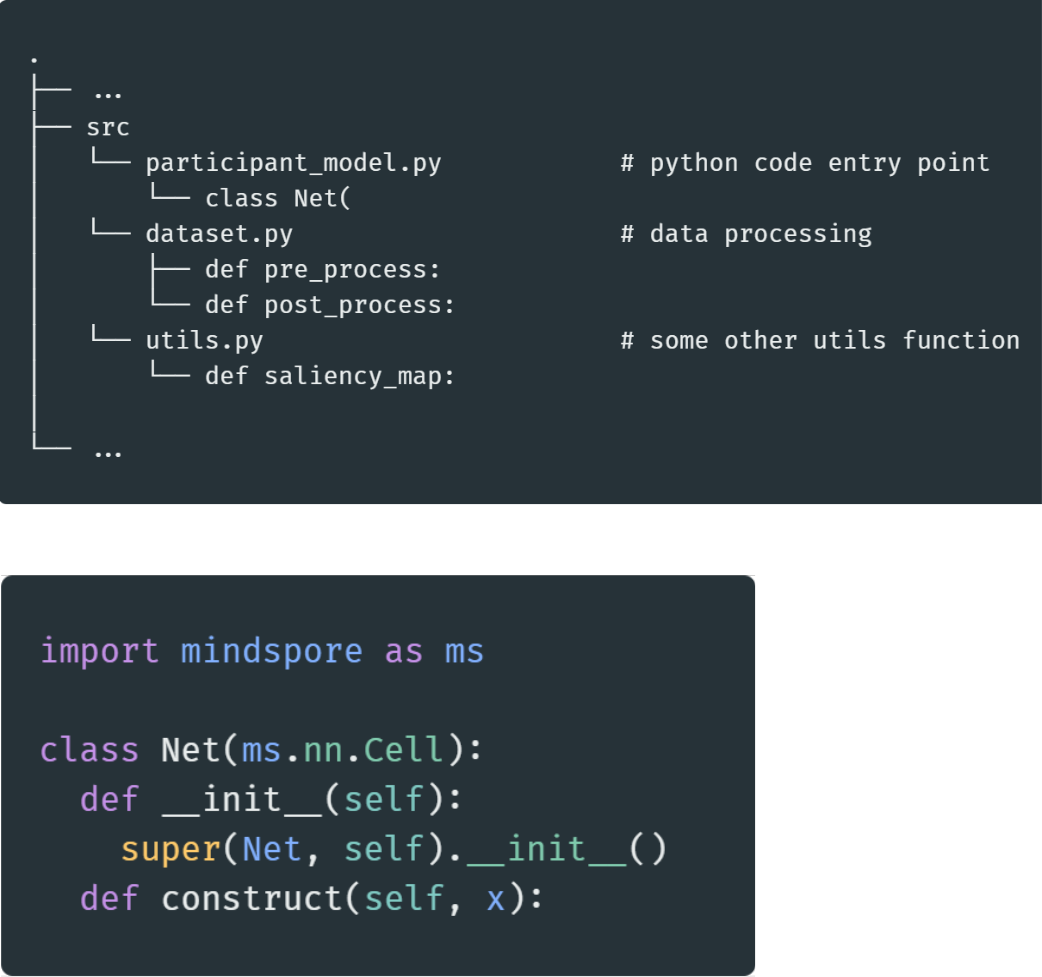 .
├── ...
├── src
│   └── participant_model.py            # python code entry point
│       └── class Net(
│   └── dataset.py                      # data processing
│       ├── def pre_process:
│       └── def post_process:
│   └── utils.py                        # some other utils function
│       └── def saliency_map:
│
└── ...
import mindspore as ms
class Net(ms.nn.Cell):
  def __init__(self):
    super(Net, self).__init__()
  def construct(self, x):